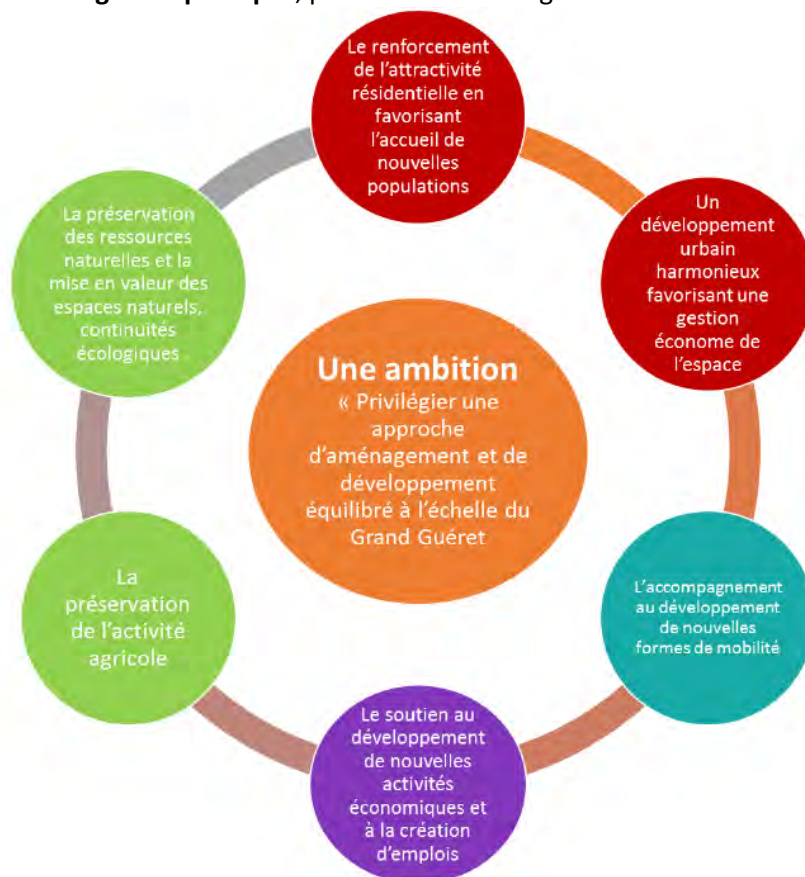 Le renforcement
de l'attractivité
résidentielle en
favorisant
l'accueil de
nouvelles
populations
Un
développement
urbain
harmonieux
favorisant une
gestion
économe de
l'espace
L'accompagnement
au développement
de nouvelles
formes de mobilité
Le soutien au
développement
de nouvelles
activités
économiques et
à la création
d'emplois
La
préservation
de l'activité
agricole
La préservation
des ressources
naturelles et la
mise en valeur des
espaces naturels,
continuités
écologiques
Une ambition
« Privilégier une
approche
d'aménagement et de
développement
équilibré à l'échelle du
Grand Guéret